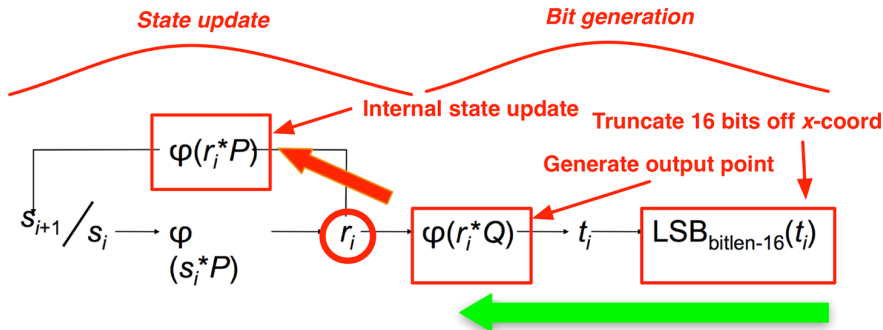 State update
Bit generation
Internal state update
Truncate 16 bits off x-coord
φ(rᵢ*P)
Generate output point
sᵢ₊₁/sᵢ
φ
(sᵢ*P)
rᵢ
φ(rᵢ*Q)
tᵢ
LSB_bitlen-16(tᵢ)